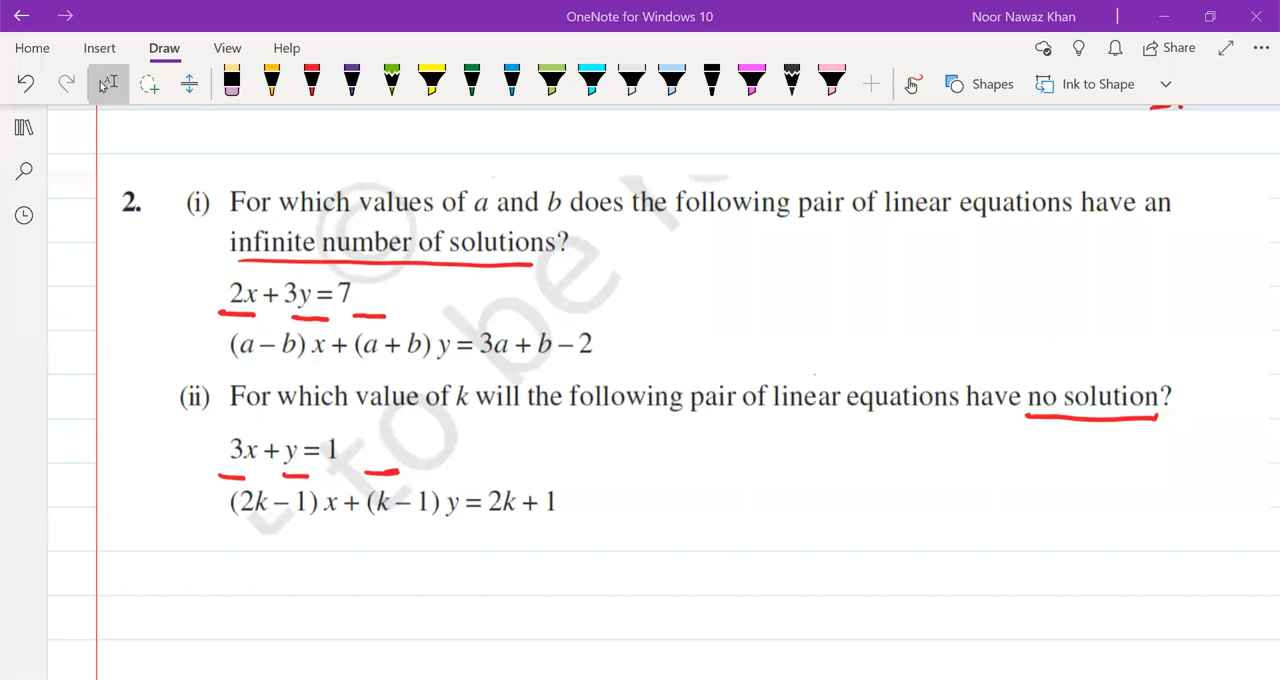 OneNote for Windows 10
Noor Nawaz Khan
Home Insert Draw View Help
Share
Shapes
Ink to Shape
©
to be
2. (i) For which values of a and b does the following pair of linear equations have an
infinite number of solutions?
2x + 3y = 7
(a – b) x + (a + b) y = 3a + b – 2
(ii) For which value of k will the following pair of linear equations have no solution?
3x + y = 1
(2k – 1) x + (k – 1) y = 2k + 1